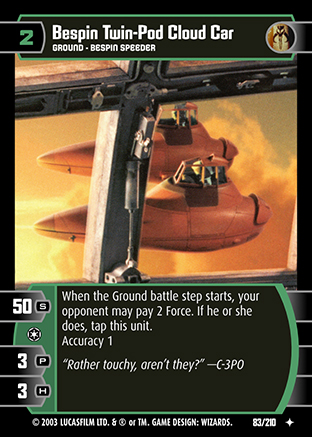 2
Bespin Twin-Pod Cloud Car
GROUND • BESPIN SPEEDER
50 S
3 P
3 H
When the Ground battle step starts, your
opponent may pay 2 Force. If he or she
does, tap this unit.
Accuracy 1
“Rather touchy, aren’t they?” —C-3PO
© 2003 LUCASFILM LTD. & ® or TM. GAME DESIGN: WIZARDS. 83/210